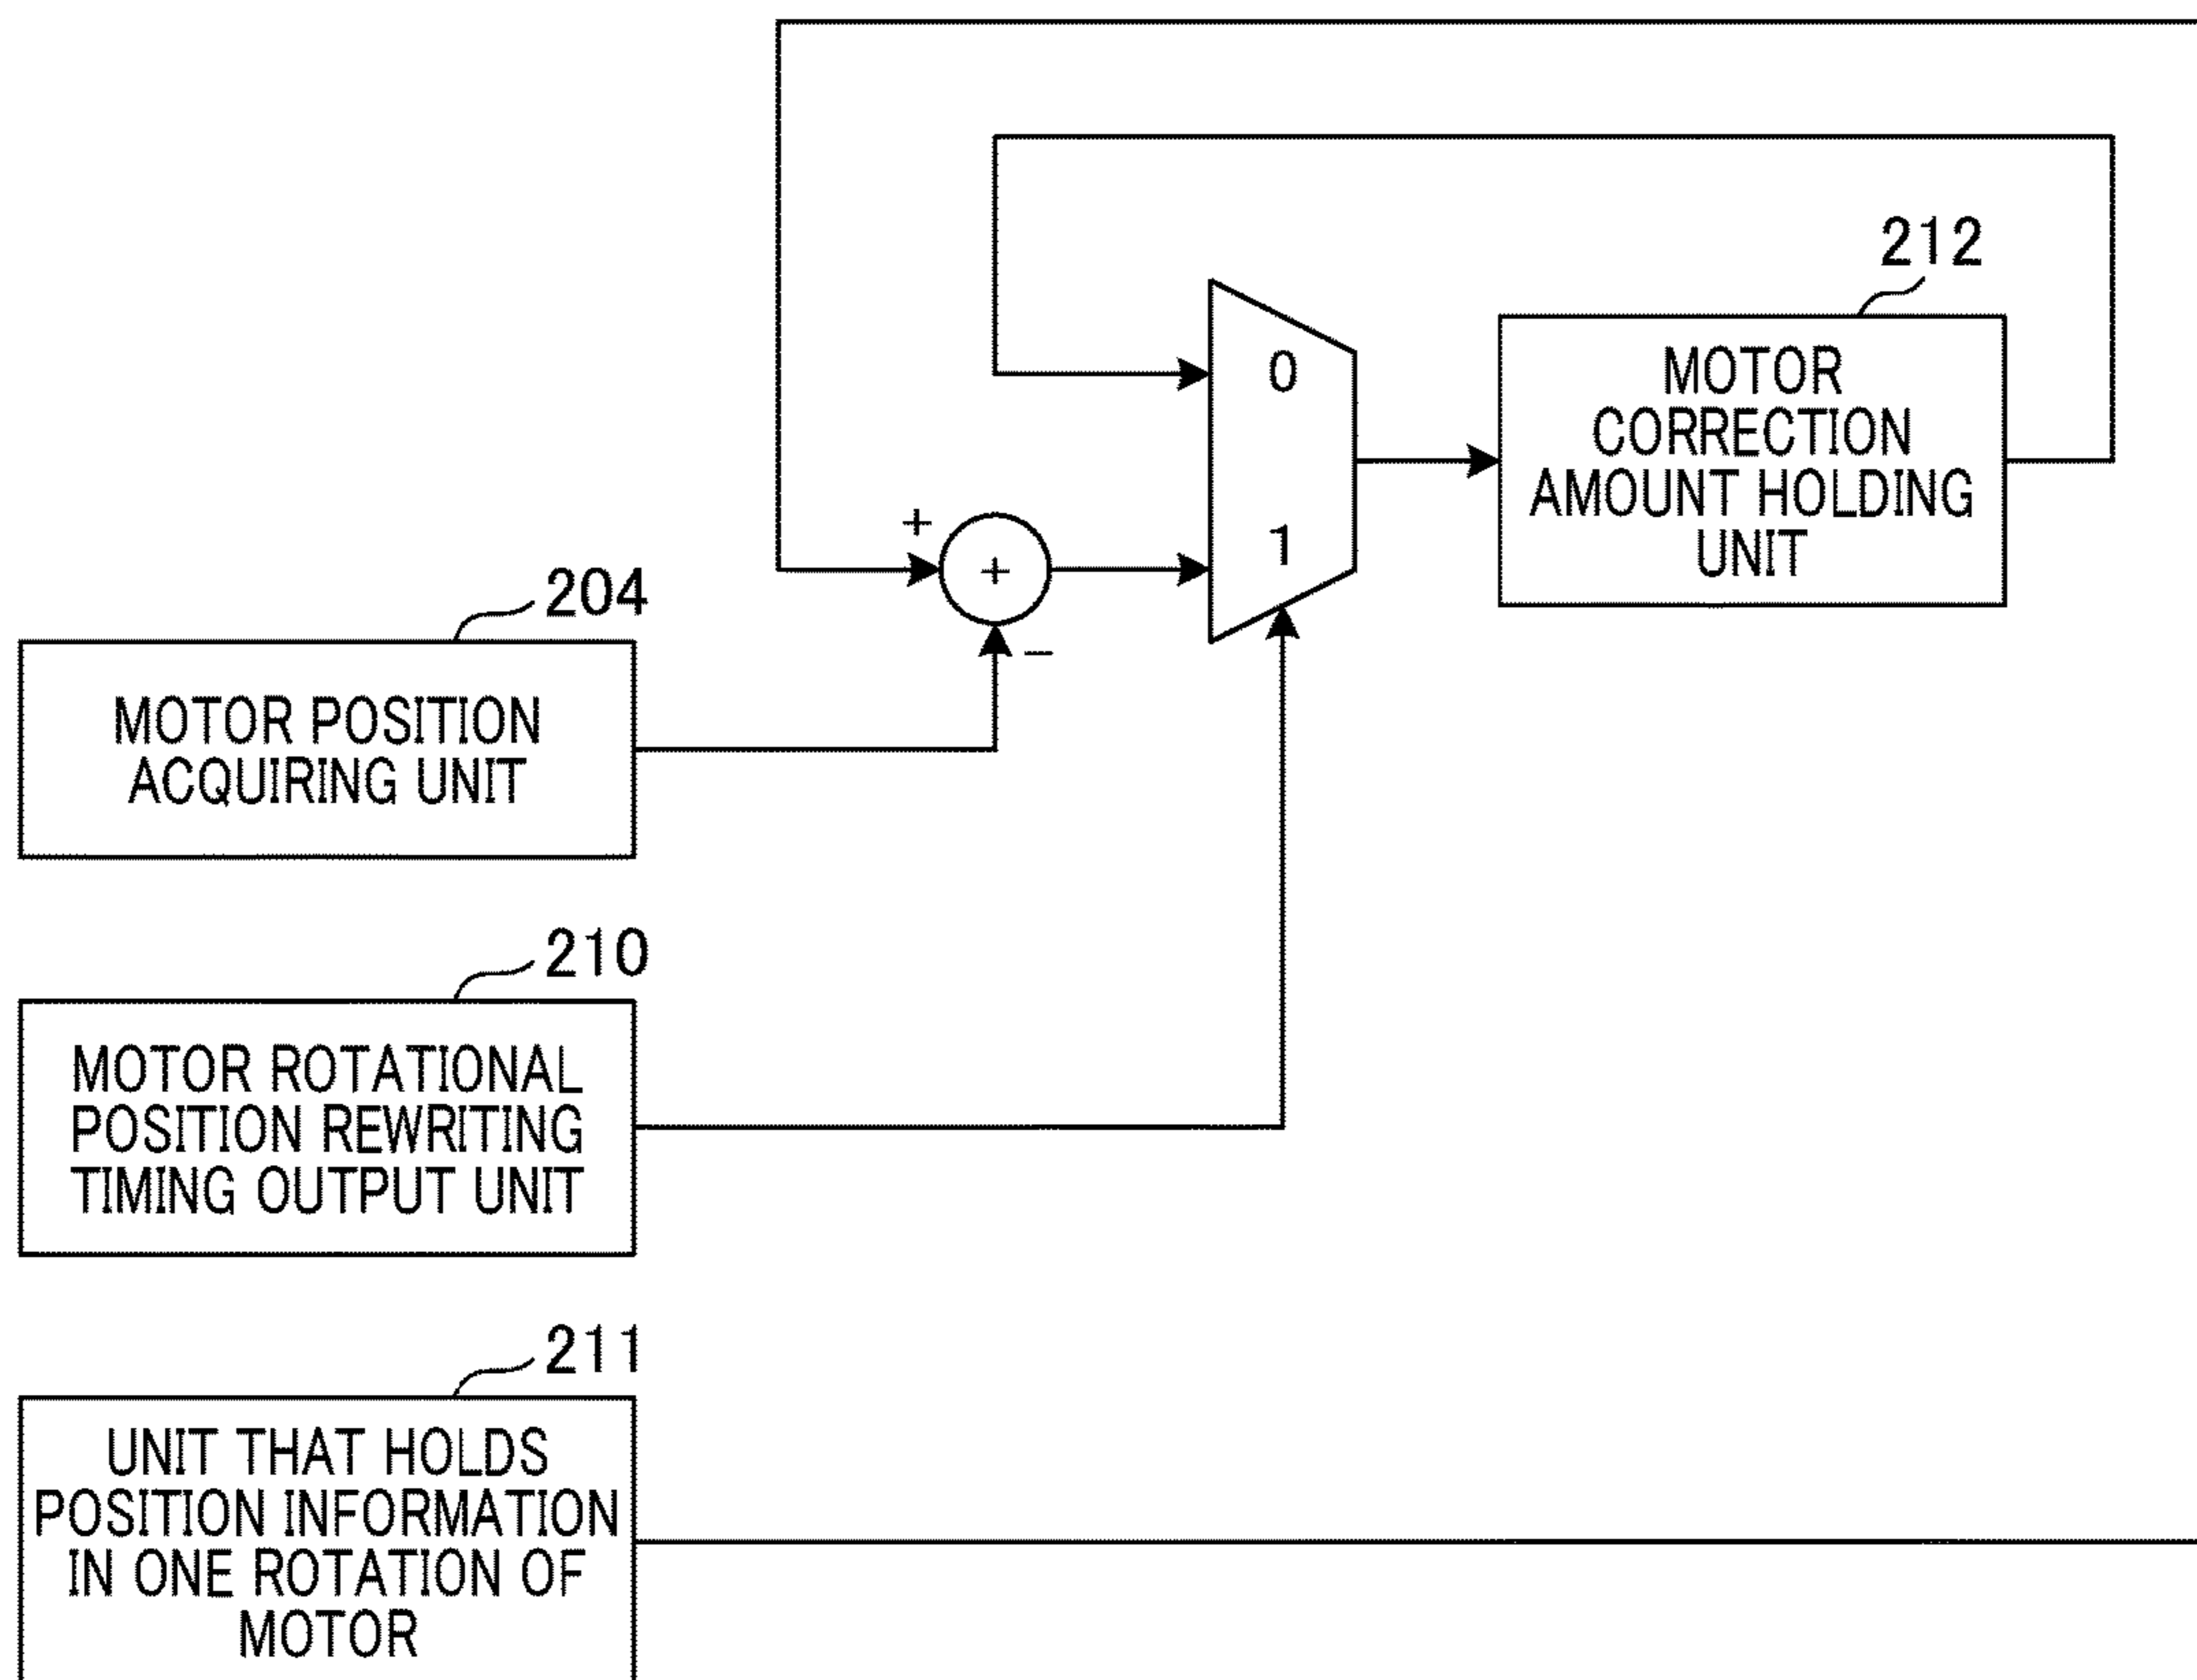 212
0
MOTOR
CORRECTION
AMOUNT HOLDING
UNIT
+
+
1
204
−
MOTOR POSITION
ACQUIRING UNIT
210
MOTOR ROTATIONAL
POSITION REWRITING
TIMING OUTPUT UNIT
211
UNIT THAT HOLDS
POSITION INFORMATION
IN ONE ROTATION OF
MOTOR